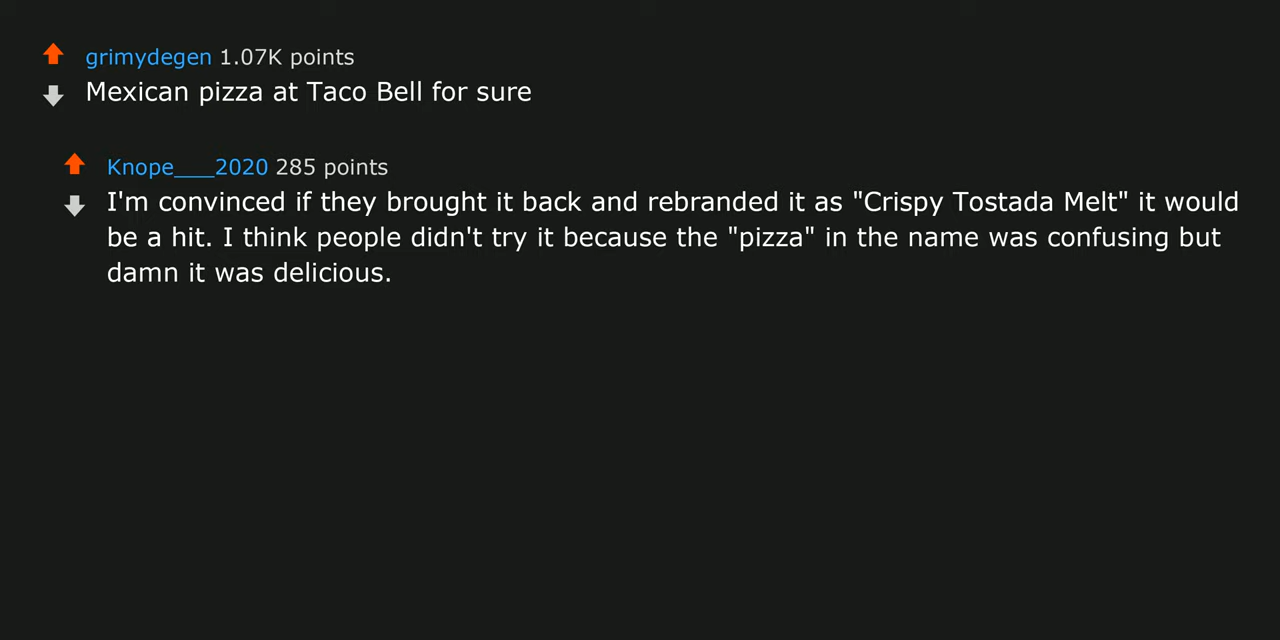 grimydegen 1.07K points
Mexican pizza at Taco Bell for sure
Knope___2020 285 points
I'm convinced if they brought it back and rebranded it as "Crispy Tostada Melt" it would
be a hit. I think people didn't try it because the "pizza" in the name was confusing but
damn it was delicious.